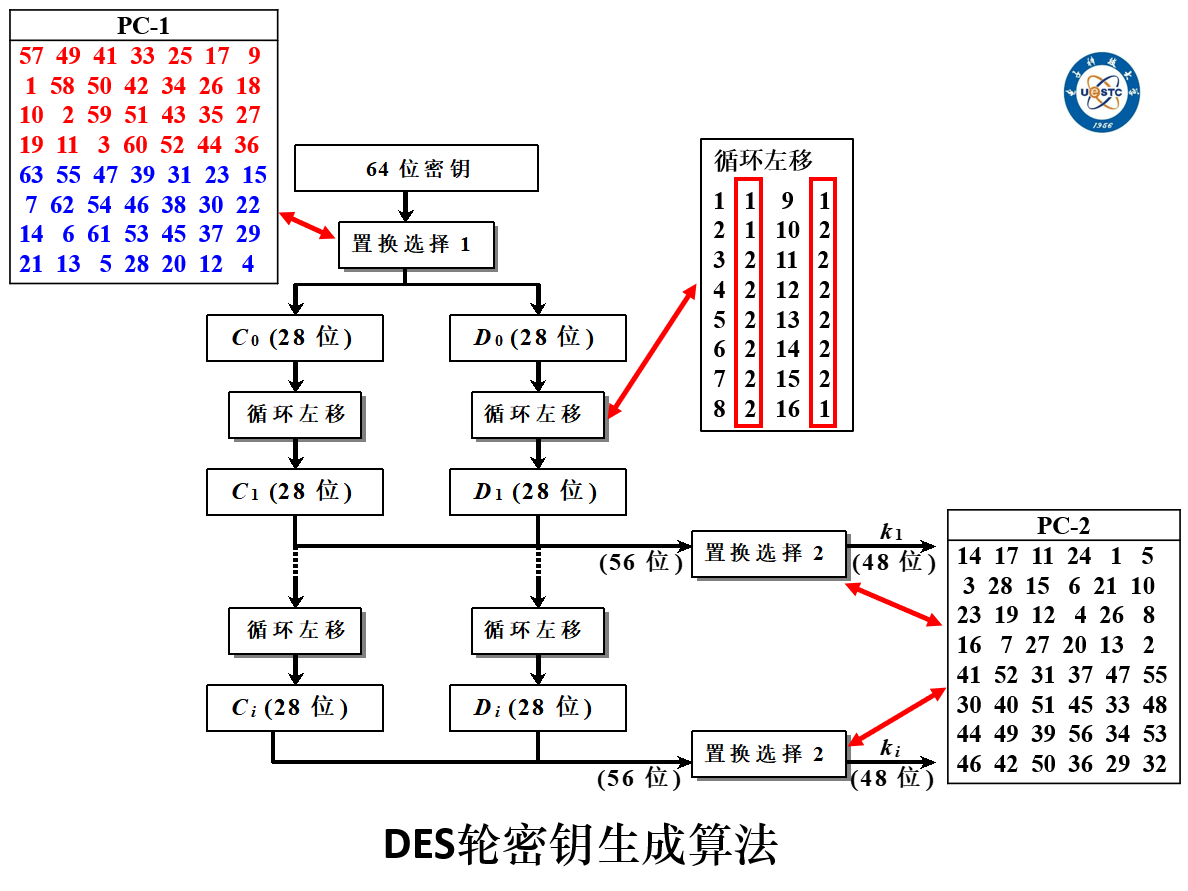 PC-1
57 49 41 33 25 17 9
1 58 50 42 34 26 18
10 2 59 51 43 35 27
19 11 3 60 52 44 36
63 55 47 39 31 23 15
7 62 54 46 38 30 22
14 6 61 53 45 37 29
21 13 5 28 20 12 4
UeSTC
1956
64 位密钥
置换选择 1
循环左移
1 1 9 1
2 1 10 2
3 2 11 2
4 2 12 2
5 2 13 2
6 2 14 2
7 2 15 2
8 2 16 1
C0 (28 位)
D0 (28 位)
循环左移
循环左移
C1 (28 位)
D1 (28 位)
(56 位)
置换选择 2
k1
(48 位)
PC-2
14 17 11 24 1 5
3 28 15 6 21 10
23 19 12 4 26 8
16 7 27 20 13 2
41 52 31 37 47 55
30 40 51 45 33 48
44 49 39 56 34 53
46 42 50 36 29 32
循环左移
循环左移
Ci (28 位)
Di (28 位)
(56 位)
置换选择 2
ki
(48 位)
DES轮密钥生成算法